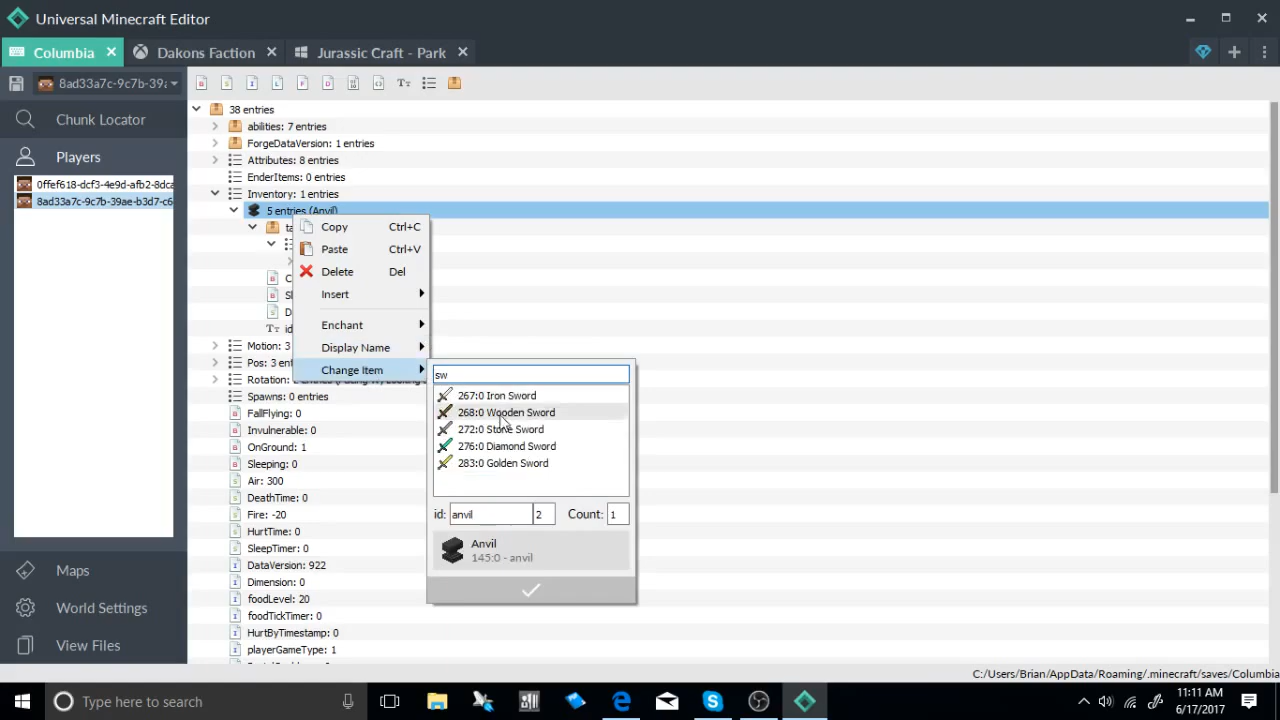 Universal Minecraft Editor
Columbia
Dakons Faction
Jurassic Craft - Park
8ad33a7c-9c7b-39a
Chunk Locator
Players
0ffef618-dcf3-4e9d-afb2-8dca
8ad33a7c-9c7b-39ae-b3d7-c6
Maps
World Settings
View Files
38 entries
abilities: 7 entries
ForgeDataVersion: 1 entries
Attributes: 8 entries
EnderItems: 0 entries
Inventory: 1 entries
5 entries (Anvil)
Motion: 3
Pos: 3 ent
Rotation: 2
Spawns: 0 entries
FallFlying: 0
Invulnerable: 0
OnGround: 1
Sleeping: 0
Air: 300
DeathTime: 0
Fire: -20
HurtTime: 0
SleepTimer: 0
DataVersion: 922
Dimension: 0
foodLevel: 20
foodTickTimer: 0
HurtByTimestamp: 0
playerGameType: 1
Copy Ctrl+C
Paste Ctrl+V
Delete Del
Insert
Enchant
Display Name
Change Item
sw
267:0 Iron Sword
268:0 Wooden Sword
272:0 Stone Sword
276:0 Diamond Sword
283:0 Golden Sword
id: anvil 2 Count: 1
Anvil
145:0 - anvil
C:/Users/Brian/AppData/Roaming/.minecraft/saves/Columbia
Type here to search
11:11 AM
6/17/2017